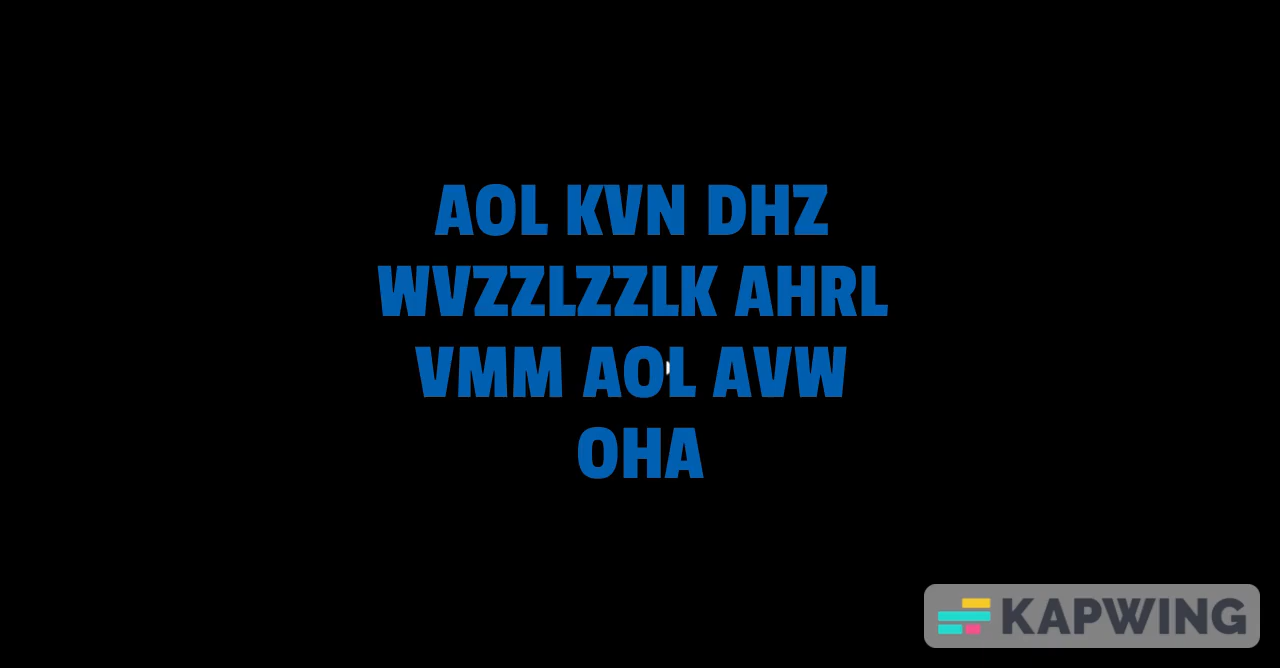 AOL KVN DHZ
WVZZLZZLK AHRL
VMM AOL AVW
OHA
KAPWING